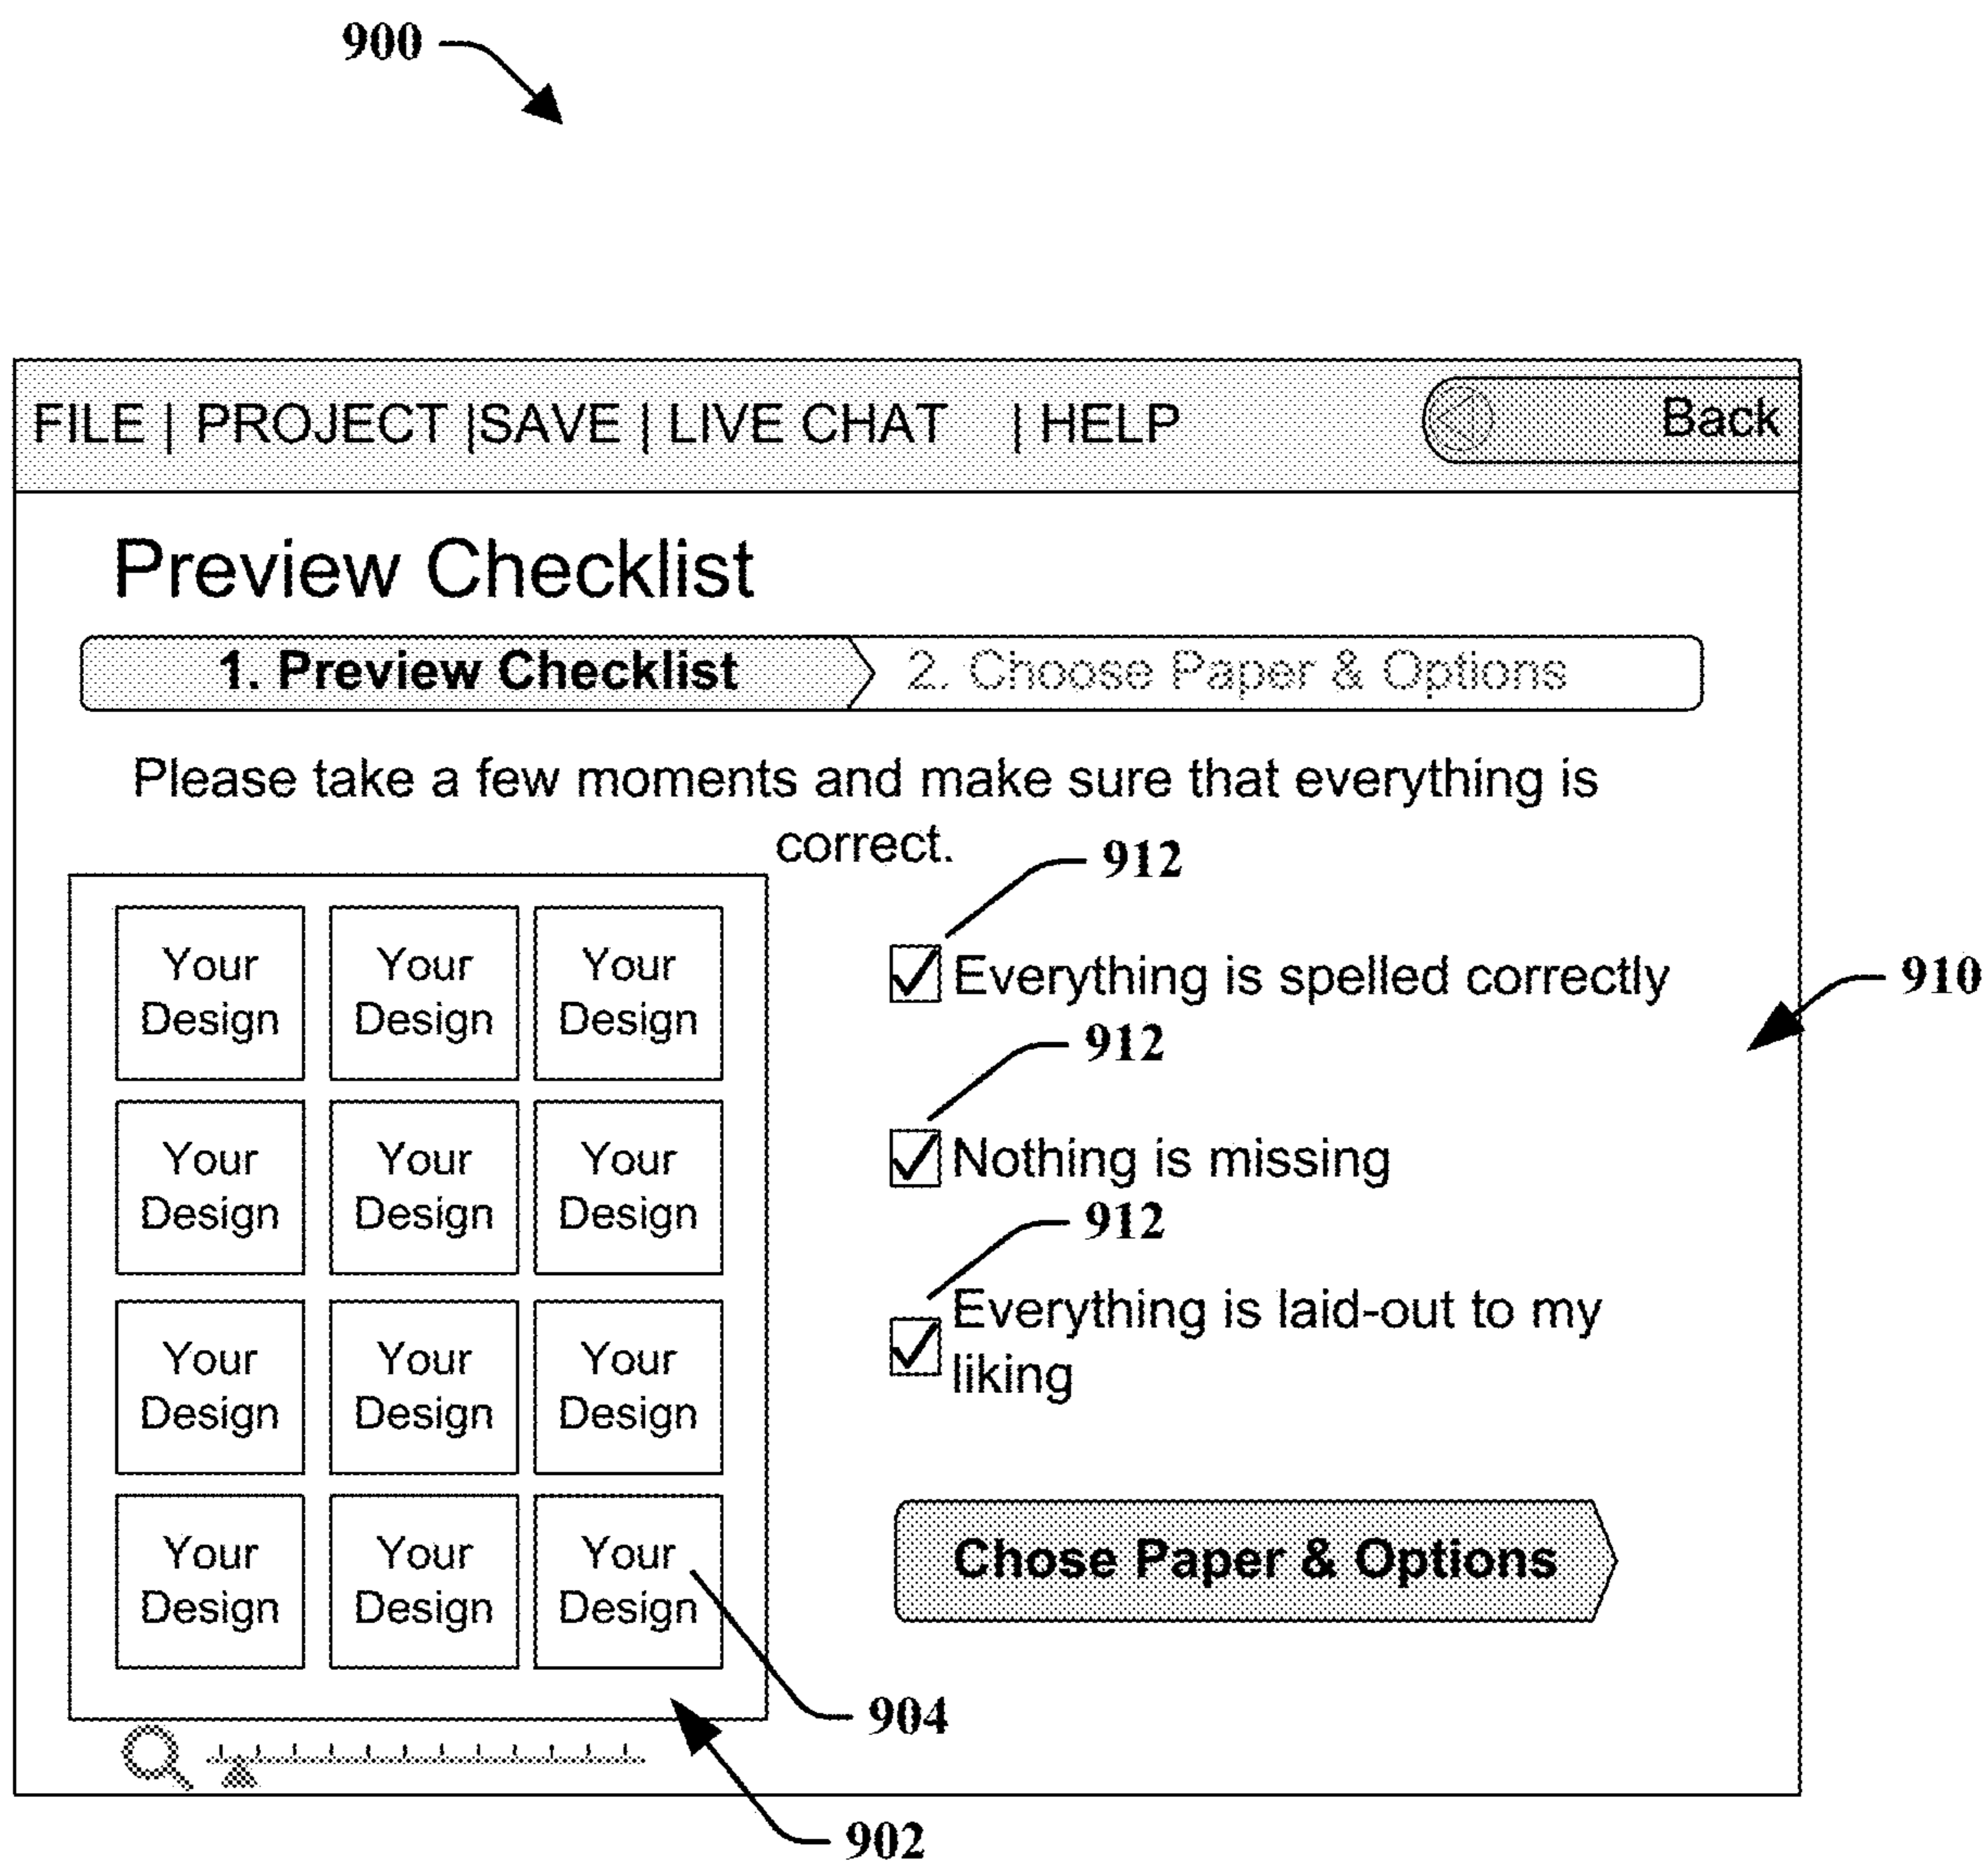 900
FILE | PROJECT |SAVE | LIVE CHAT | HELP
Back
Preview Checklist
1. Preview Checklist
2. Choose Paper & Options
Please take a few moments and make sure that everything is
correct.
912
Your Your Your
Design Design Design
Everything is spelled correctly
910
912
Your Your Your
Design Design Design
Nothing is missing
912
Everything is laid-out to my
liking
Your Your Your
Design Design Design
Your Your Your
Design Design Design
Chose Paper & Options
904
902